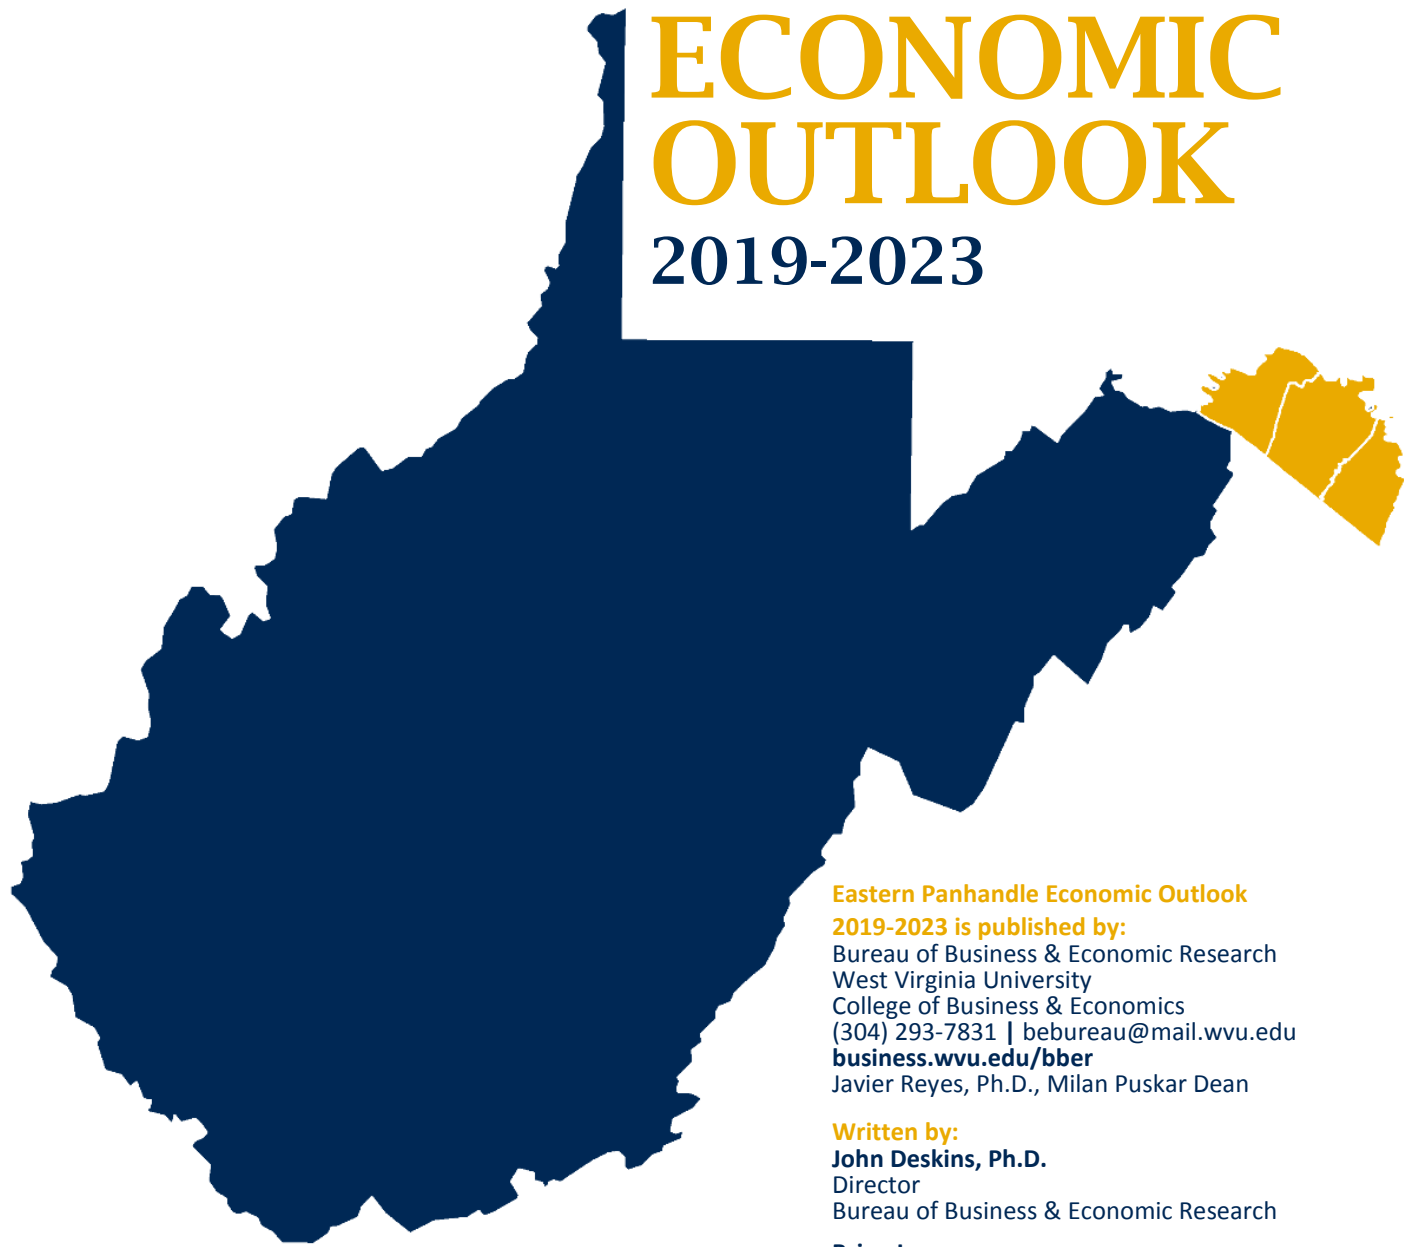 ECONOMIC
OUTLOOK
2019-2023
Eastern Panhandle Economic Outlook
2019-2023 is published by:
Bureau of Business & Economic Research
West Virginia University
College of Business & Economics
(304) 293-7831 | bebureau@mail.wvu.edu
business.wvu.edu/bber
Javier Reyes, Ph.D., Milan Puskar Dean
Written by:
John Deskins, Ph.D.
Director
Bureau of Business & Economic Research